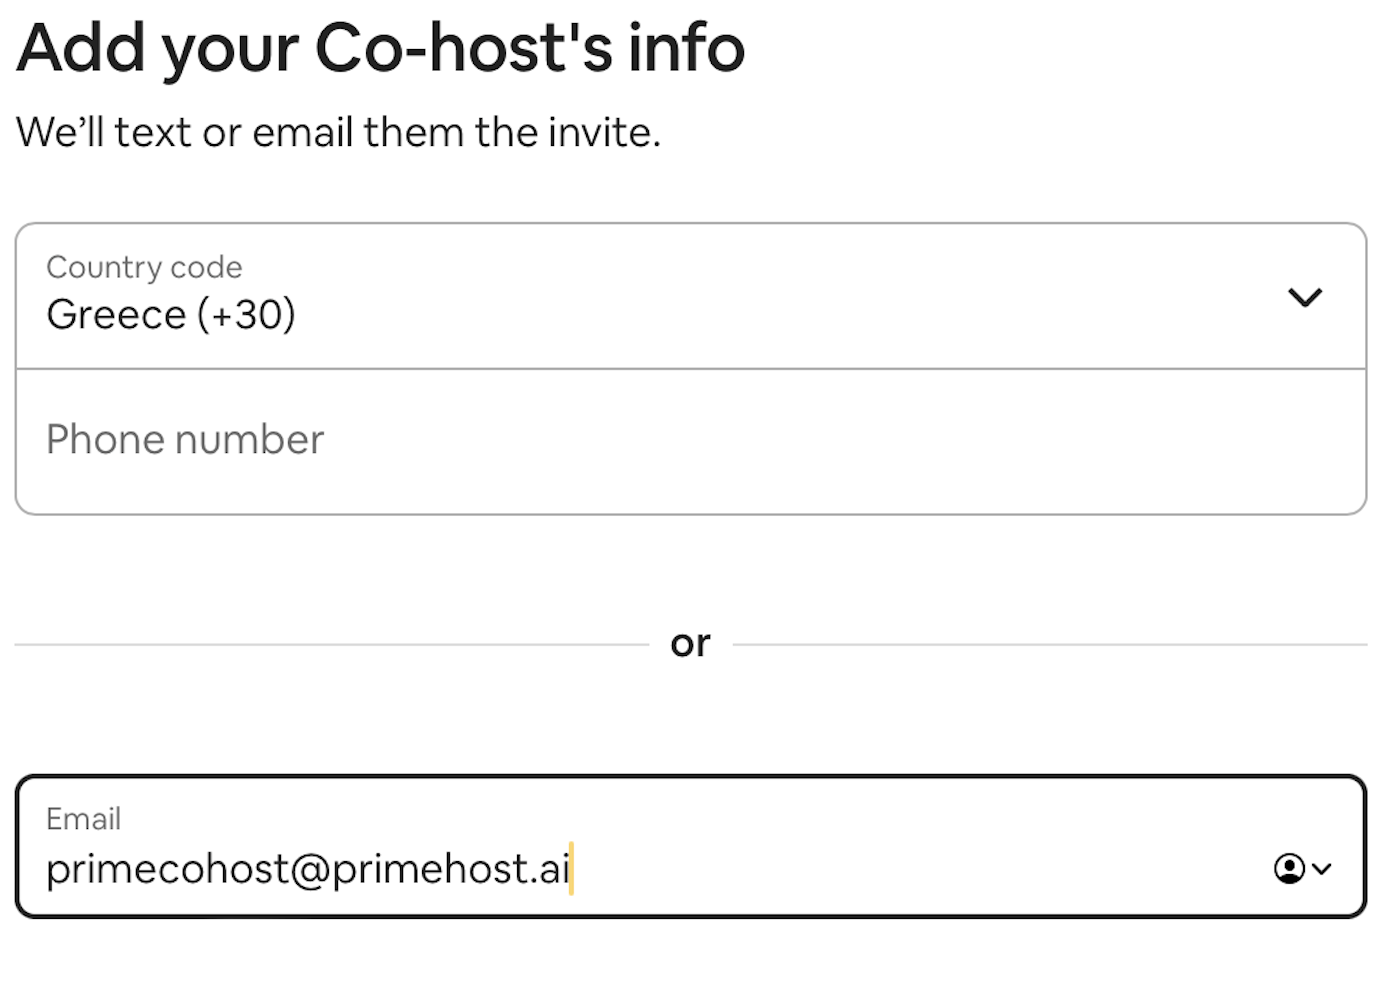 Add your Co-host's info
We’ll text or email them the invite.
Country code
Greece (+30)
Phone number
or
Email
primecohost@primehost.ai